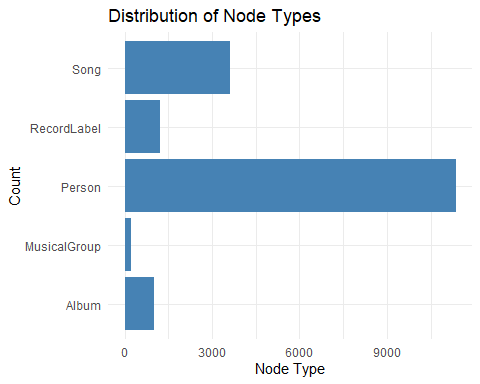 Distribution of Node Types
Song
RecordLabel
Person
MusicalGroup
Album
Count
0 3000 6000 9000
Node Type